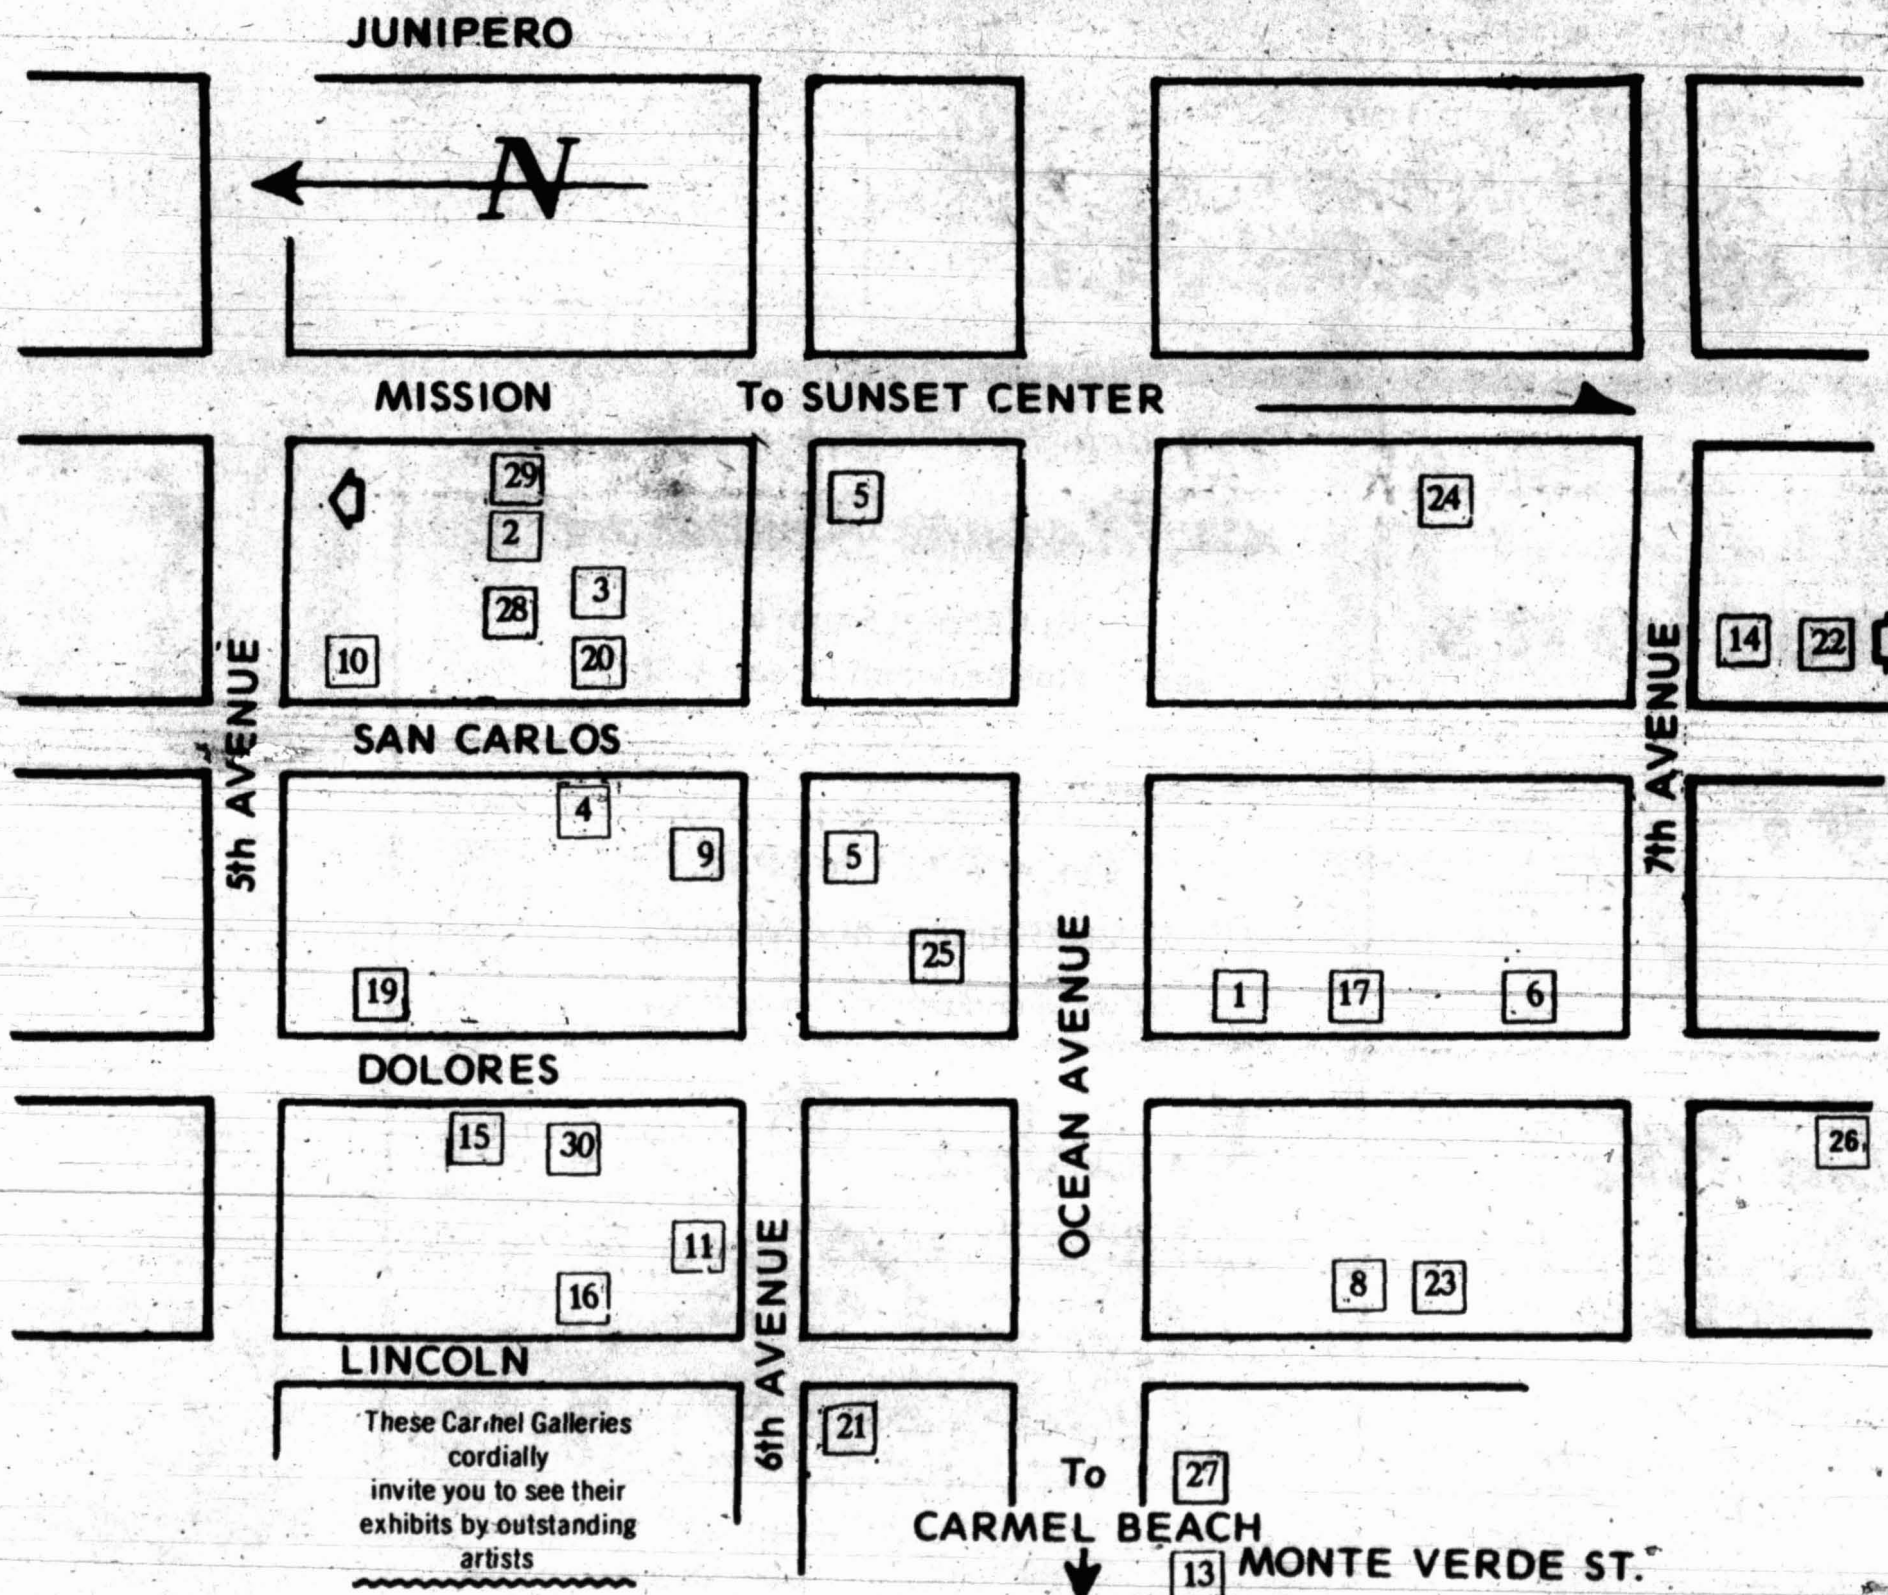 JUNIPERO
N
MISSION To SUNSET CENTER
29
5
24
2
3
28
14 22
10
20
5th AVENUE
7th AVENUE
SAN CARLOS
4
9
5
25
19
1 17 6
OCEAN AVENUE
DOLORES
15
30
26
11
16
8 23
6th AVENUE
LINCOLN
These Carmel Galleries
cordially
invite you to see their
exhibits by outstanding
artists
21
27
To
CARMEL BEACH
13 MONTE VERDE ST.